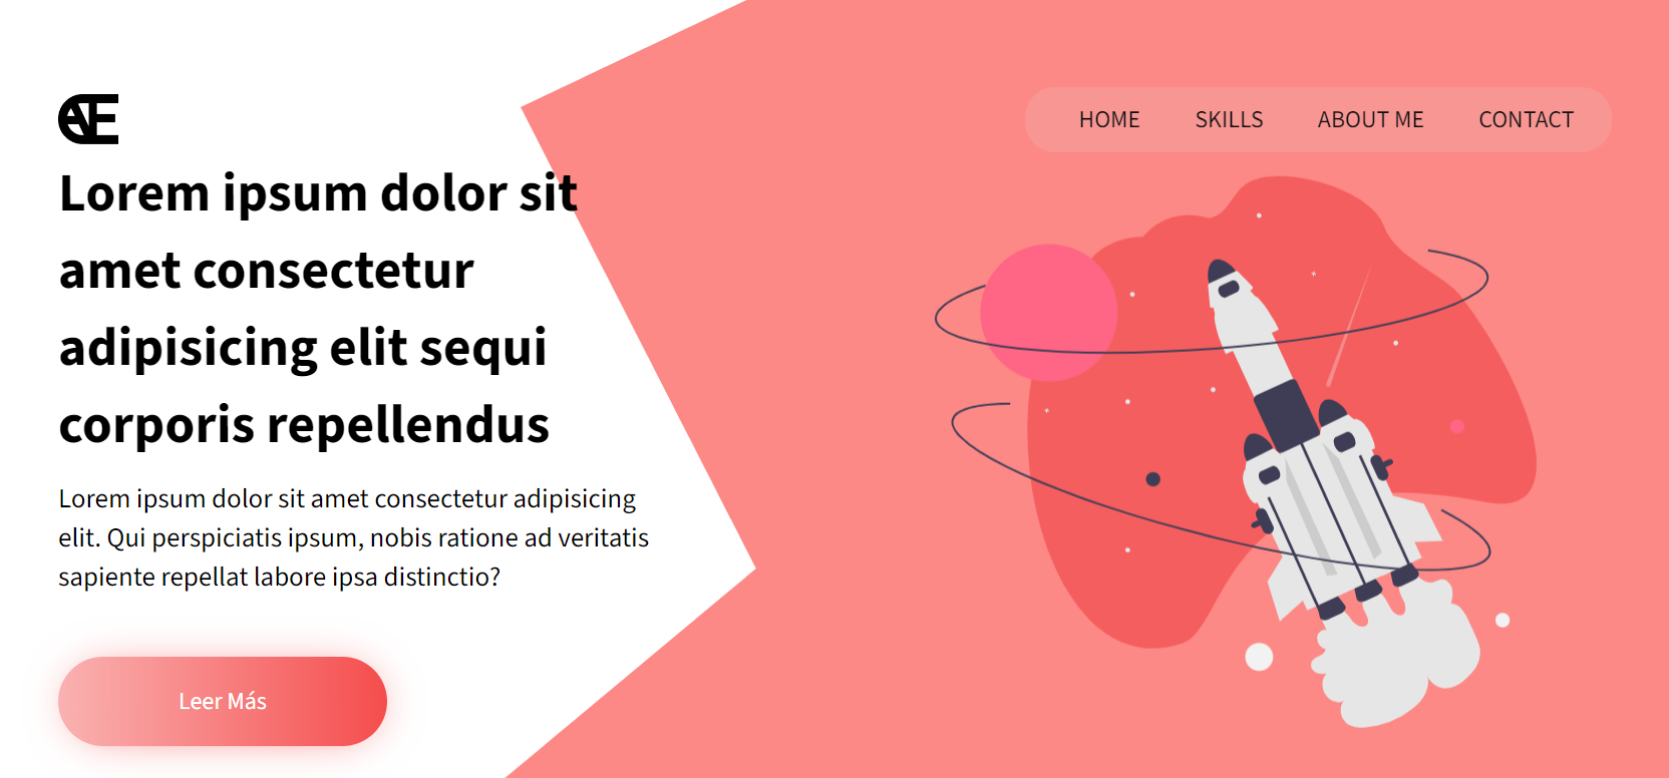 Æ
HOME SKILLS ABOUT ME CONTACT
Lorem ipsum dolor sit
amet consectetur
adipisicing elit sequi
corporis repellendus
Lorem ipsum dolor sit amet consectetur adipisicing
elit. Qui perspiciatis ipsum, nobis ratione ad veritatis
sapiente repellat labore ipsa distinctio?
Leer Más